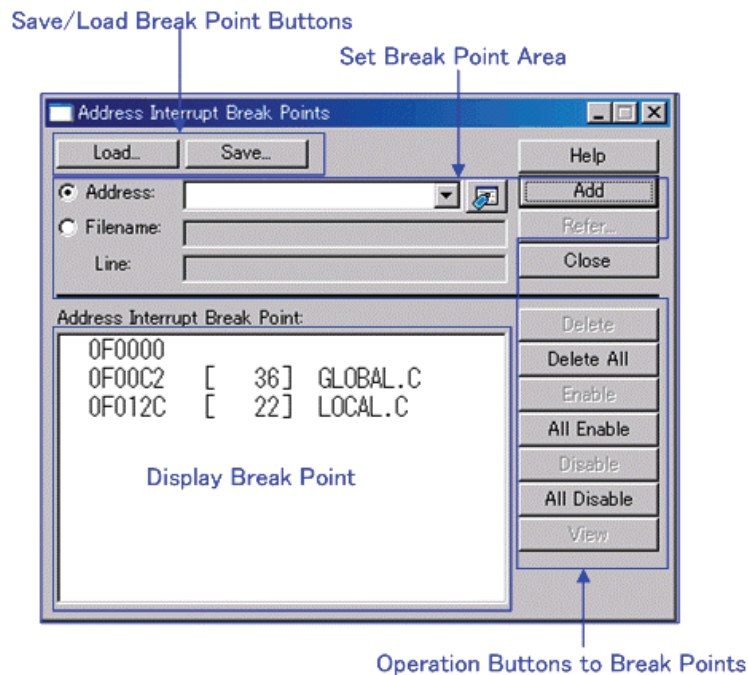 Save/Load Break Point Buttons
Set Break Point Area
Address Interrupt Break Points
Load... Save... Help
Address: Add
Filename: Refer...
Line: Close
Address Interrupt Break Point:
0F0000
0F00C2 [ 36] GLOBAL.C
0F012C [ 22] LOCAL.C
Display Break Point
Delete
Delete All
Enable
All Enable
Disable
All Disable
View
Operation Buttons to Break Points